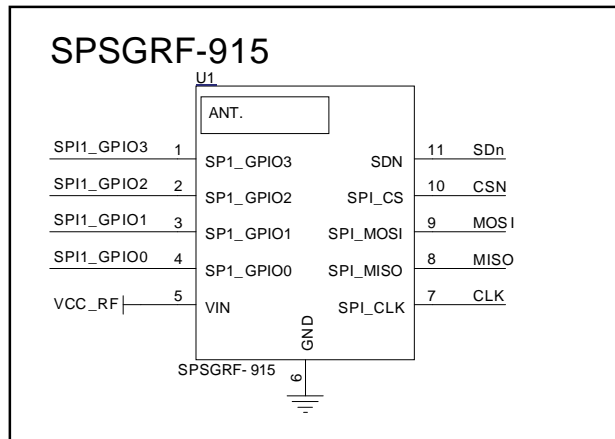 SPSGRF-915
U1
ANT.
SPI1_GPIO3 1 SP1_GPIO3 SDN 11 SDn
SPI1_GPIO2 2 SP1_GPIO2 SPI_CS 10 CSN
SPI1_GPIO1 3 SP1_GPIO1 SPI_MOSI 9 MOSI
SPI1_GPIO0 4 SP1_GPIO0 SPI_MISO 8 MISO
VCC_RF 5 VIN SPI_CLK 7 CLK
GND
SPSGRF-915
6